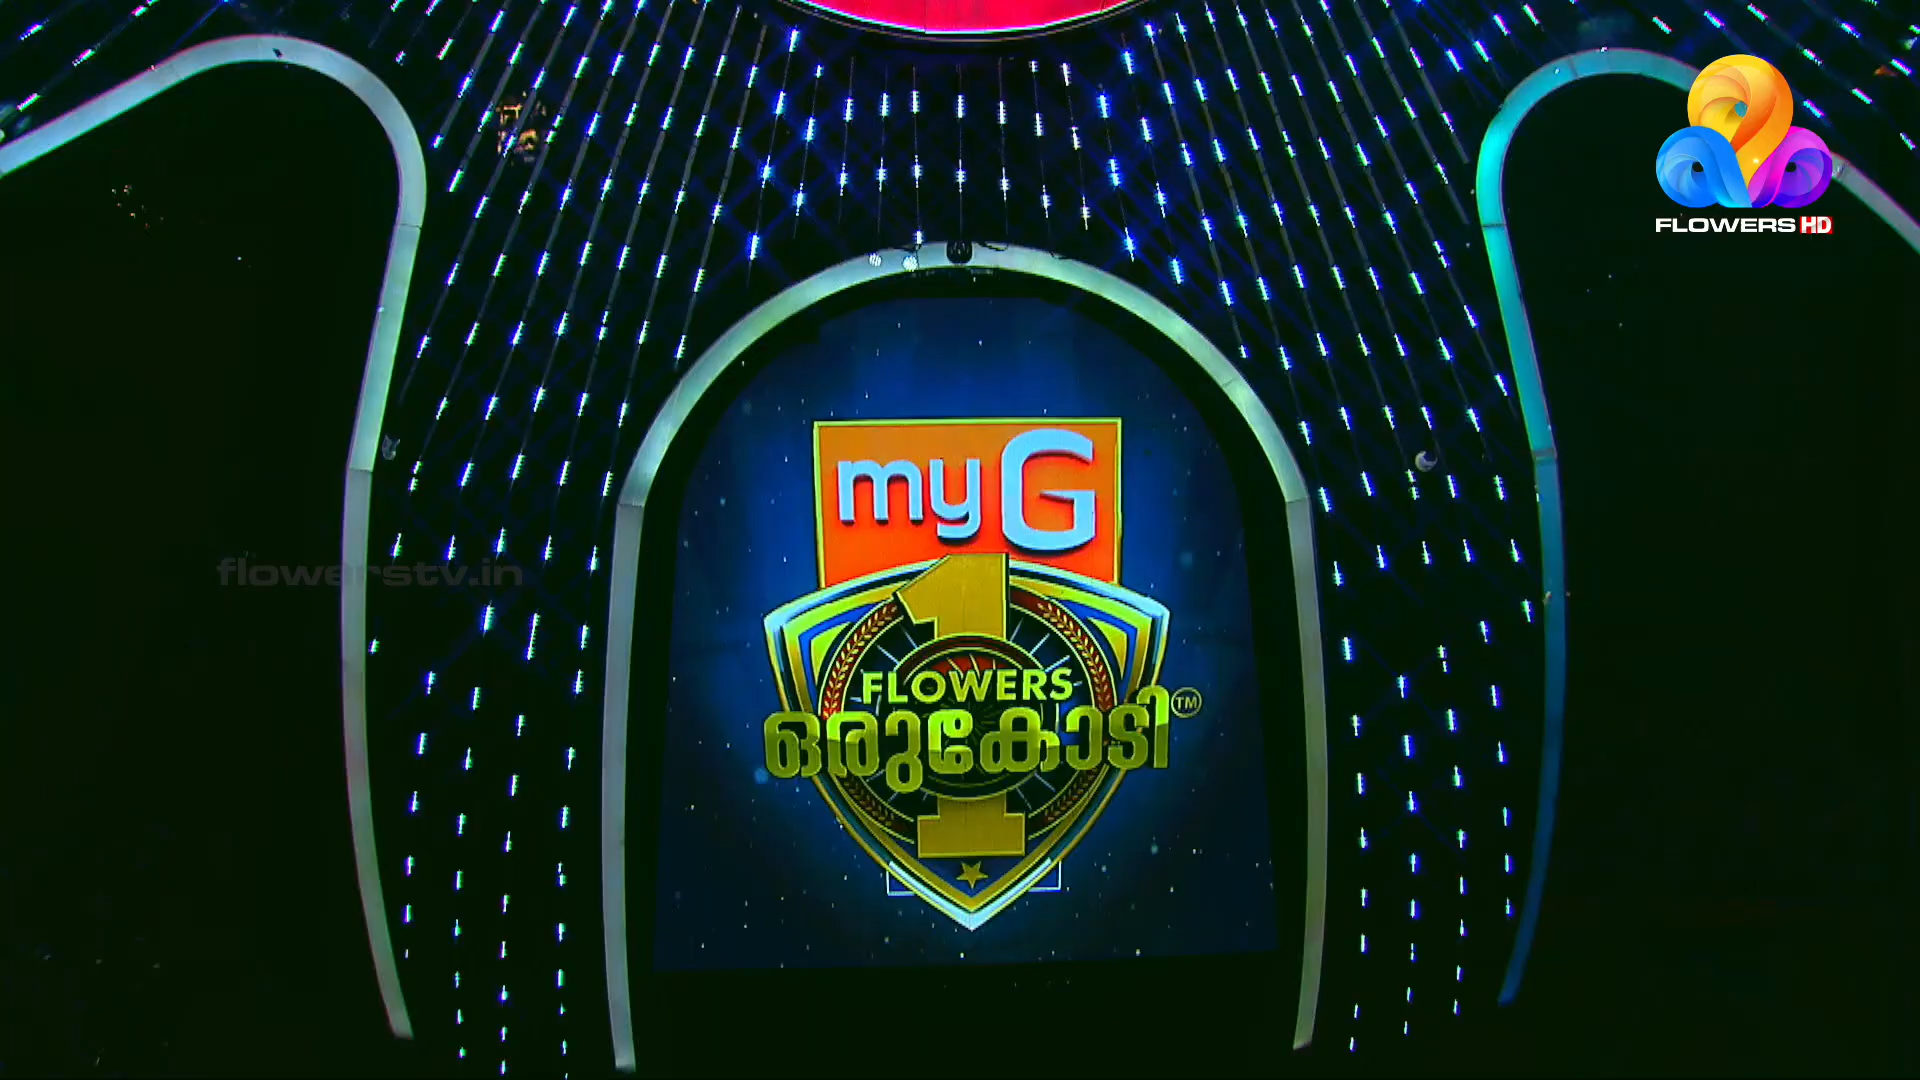 FLOWERS HD
my G
1
FLOWERS
ഒരുകോടി TM
flowerstv.in